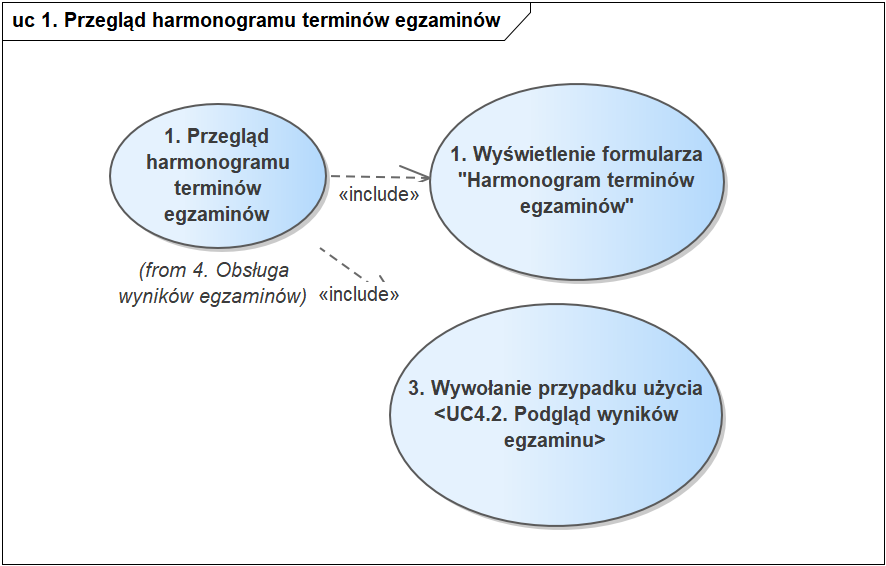 uc 1. Przegląd harmonogramu terminów egzaminów
1. Przegląd
harmonogramu
terminów
egzaminów
(from 4. Obsługa
wyników egzaminów)
«include»
1. Wyświetlenie formularza
"Harmonogram terminów
egzaminów"
«include»
3. Wywołanie przypadku użycia
<UC4.2. Podgląd wyników
egzaminu>